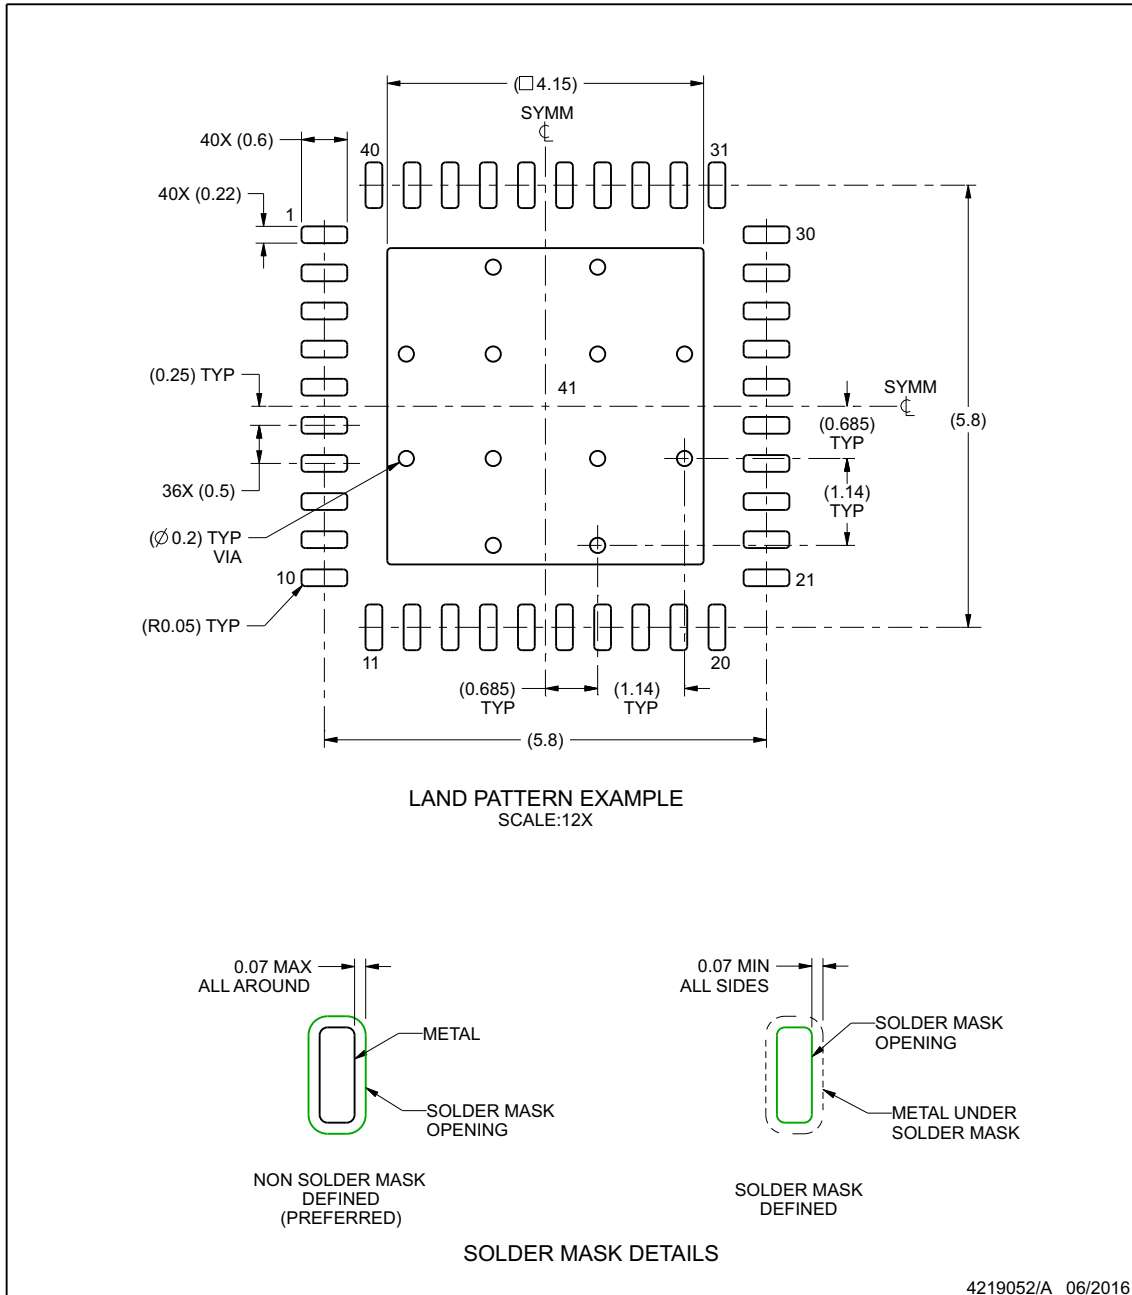 (□4.15)
SYMM
℄
40X (0.6)
40
31
40X (0.22)
1
30
(0.25) TYP
41
SYMM
℄
(0.685)
TYP
(5.8)
36X (0.5)
(1.14)
TYP
(∅0.2) TYP
VIA
10
21
(R0.05) TYP
11
20
(0.685)
TYP
(1.14)
TYP
(5.8)
LAND PATTERN EXAMPLE
SCALE:12X
0.07 MAX
ALL AROUND
METAL
SOLDER MASK
OPENING
NON SOLDER MASK
DEFINED
(PREFERRED)
0.07 MIN
ALL SIDES
SOLDER MASK
OPENING
METAL UNDER
SOLDER MASK
SOLDER MASK
DEFINED
SOLDER MASK DETAILS
4219052/A 06/2016